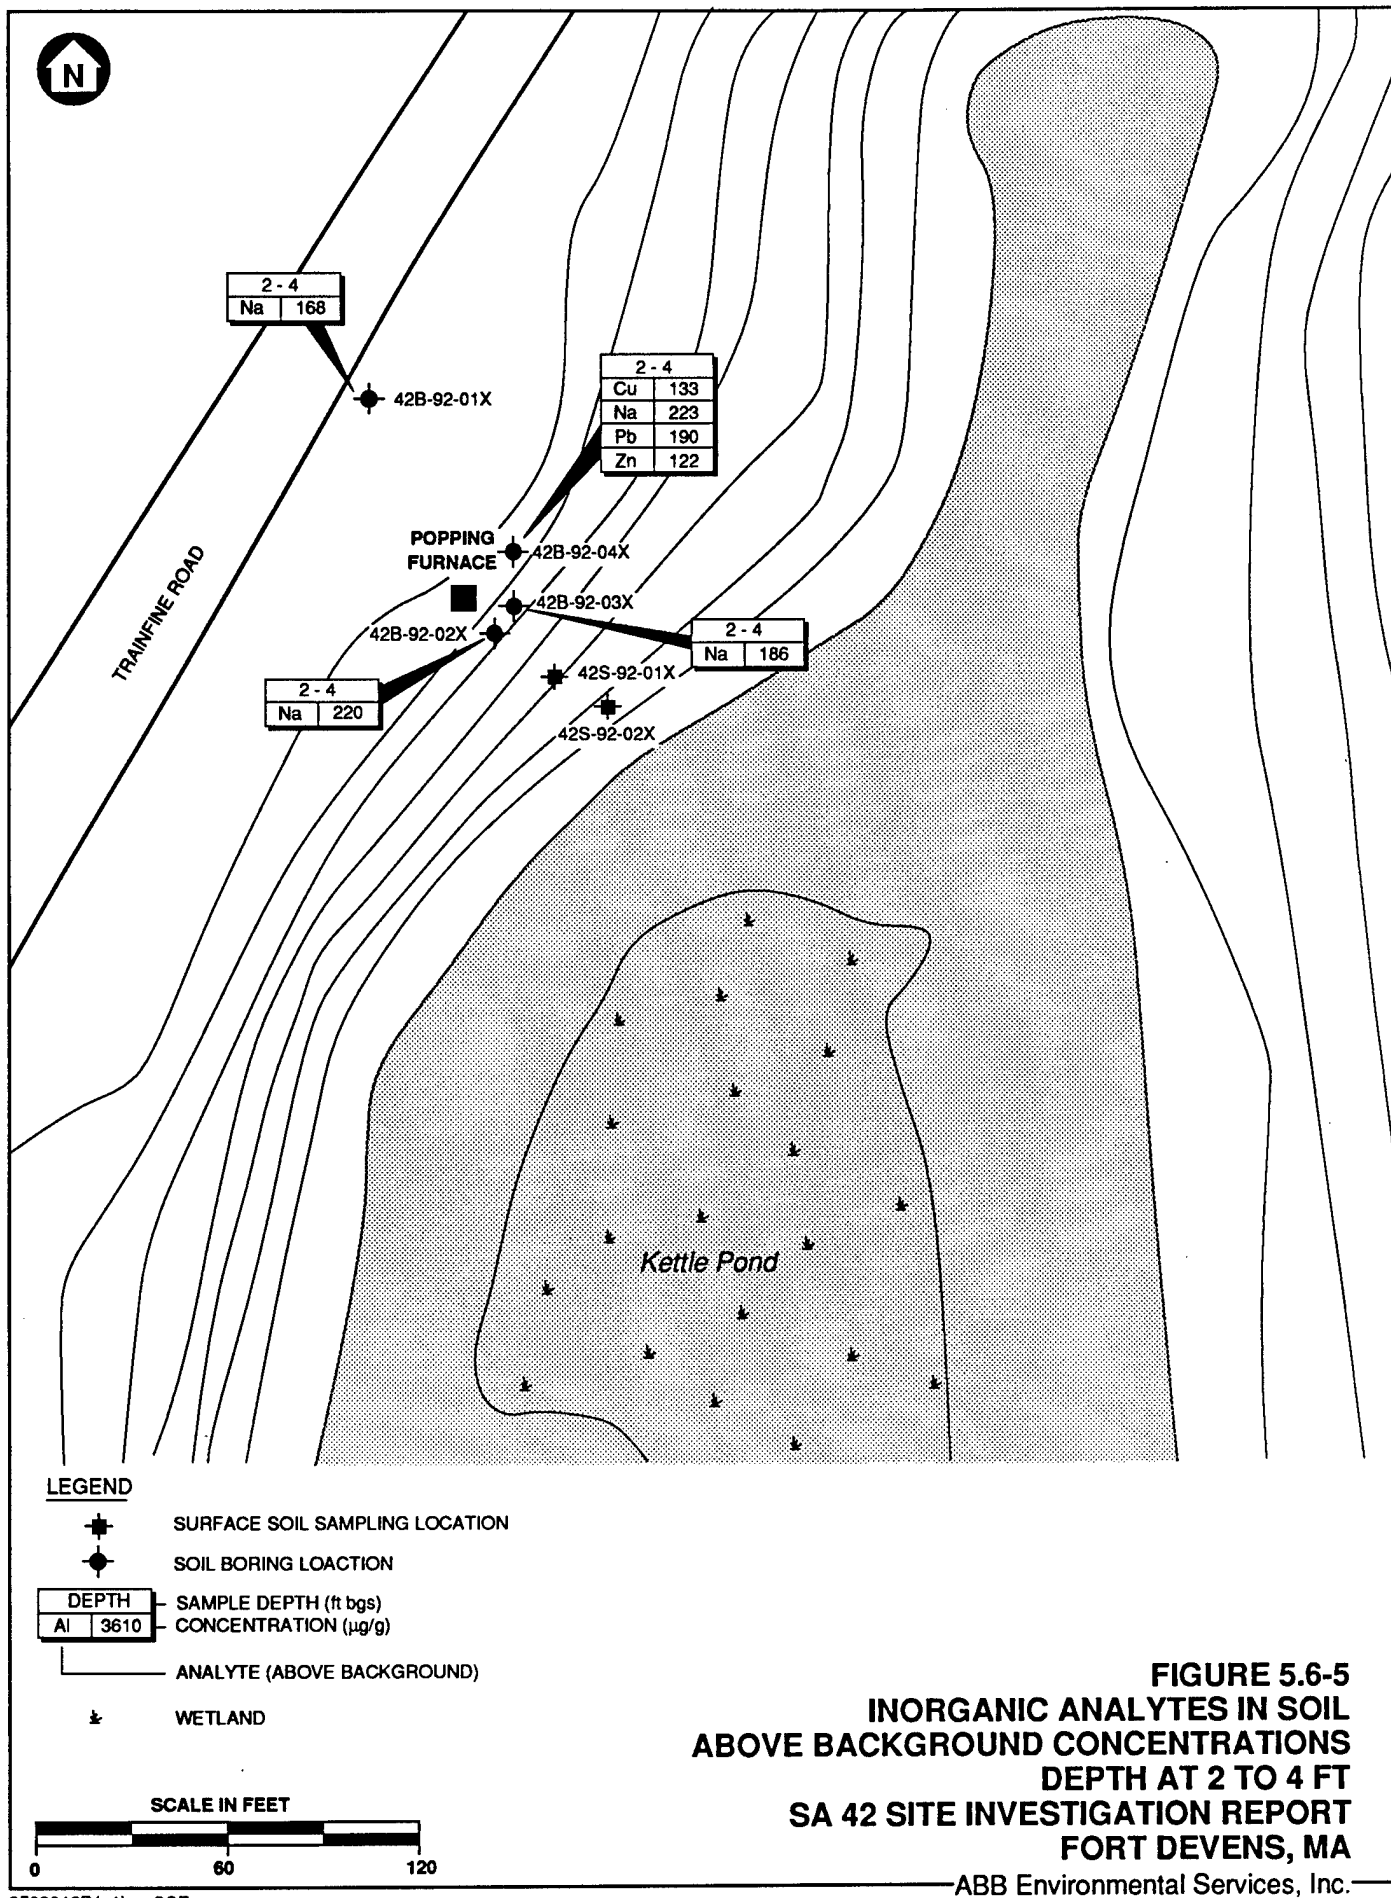 N
2 - 4
Na 168
42B-92-01X
2 - 4
Cu 133
Na 223
Pb 190
Zn 122
POPPING
FURNACE
42B-92-04X
42B-92-03X
42B-92-02X
2 - 4
Na 186
2 - 4
Na 220
42S-92-01X
42S-92-02X
TRAINFINE ROAD
Kettle Pond
LEGEND
SURFACE SOIL SAMPLING LOCATION
SOIL BORING LOACTION
DEPTH
SAMPLE DEPTH (ft bgs)
Al 3610
CONCENTRATION (µg/g)
ANALYTE (ABOVE BACKGROUND)
WETLAND
SCALE IN FEET
0 60 120
FIGURE 5.6-5
INORGANIC ANALYTES IN SOIL
ABOVE BACKGROUND CONCENTRATIONS
DEPTH AT 2 TO 4 FT
SA 42 SITE INVESTIGATION REPORT
FORT DEVENS, MA
ABB Environmental Services, Inc.